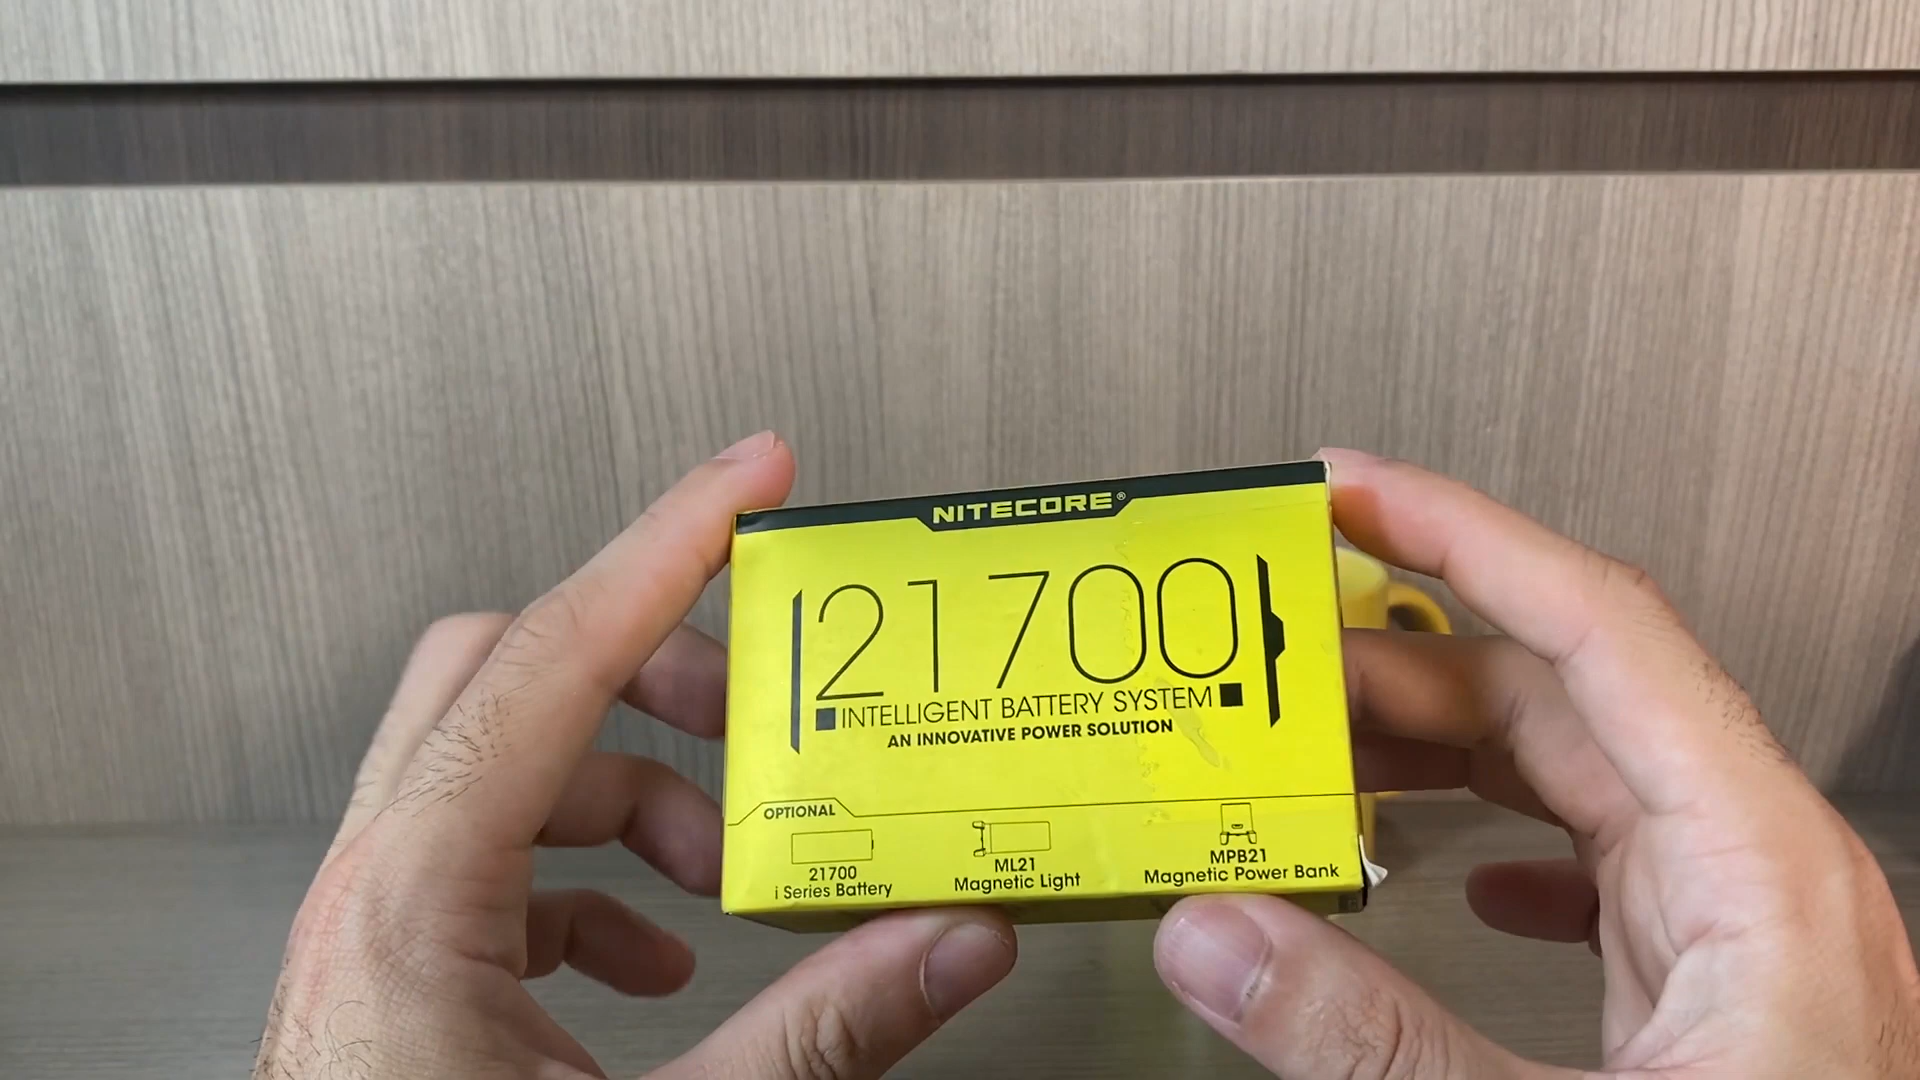 NITECORE®
21700
INTELLIGENT BATTERY SYSTEM
AN INNOVATIVE POWER SOLUTION
OPTIONAL
21700
i Series Battery
ML21
Magnetic Light
MPB21
Magnetic Power Bank